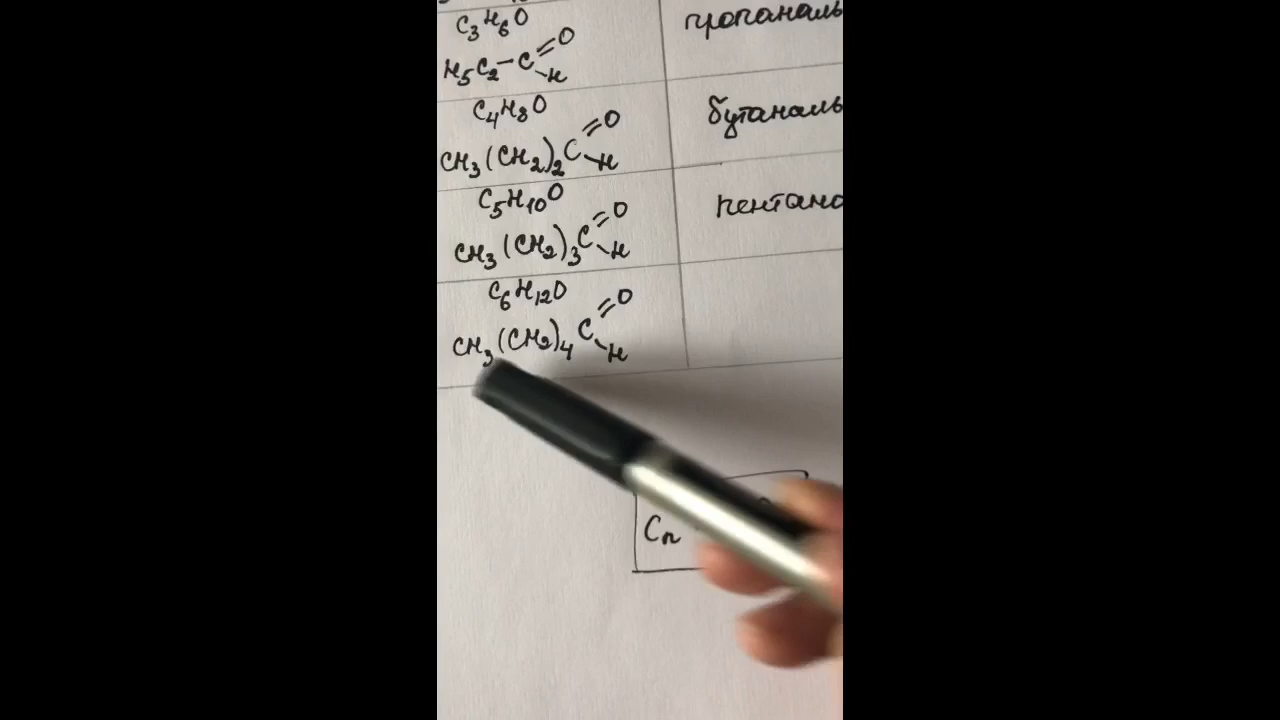 C₃H₆O
пропаналь
H₅C₂–C=O
–H
C₄H₈O
бутаналь
CH₃(CH₂)₂C=O
–H
C₅H₁₀O
CH₃(CH₂)₃C=O
–H
C₆H₁₂O
CH₃(CH₂)₄C=O
–H
Cₙ